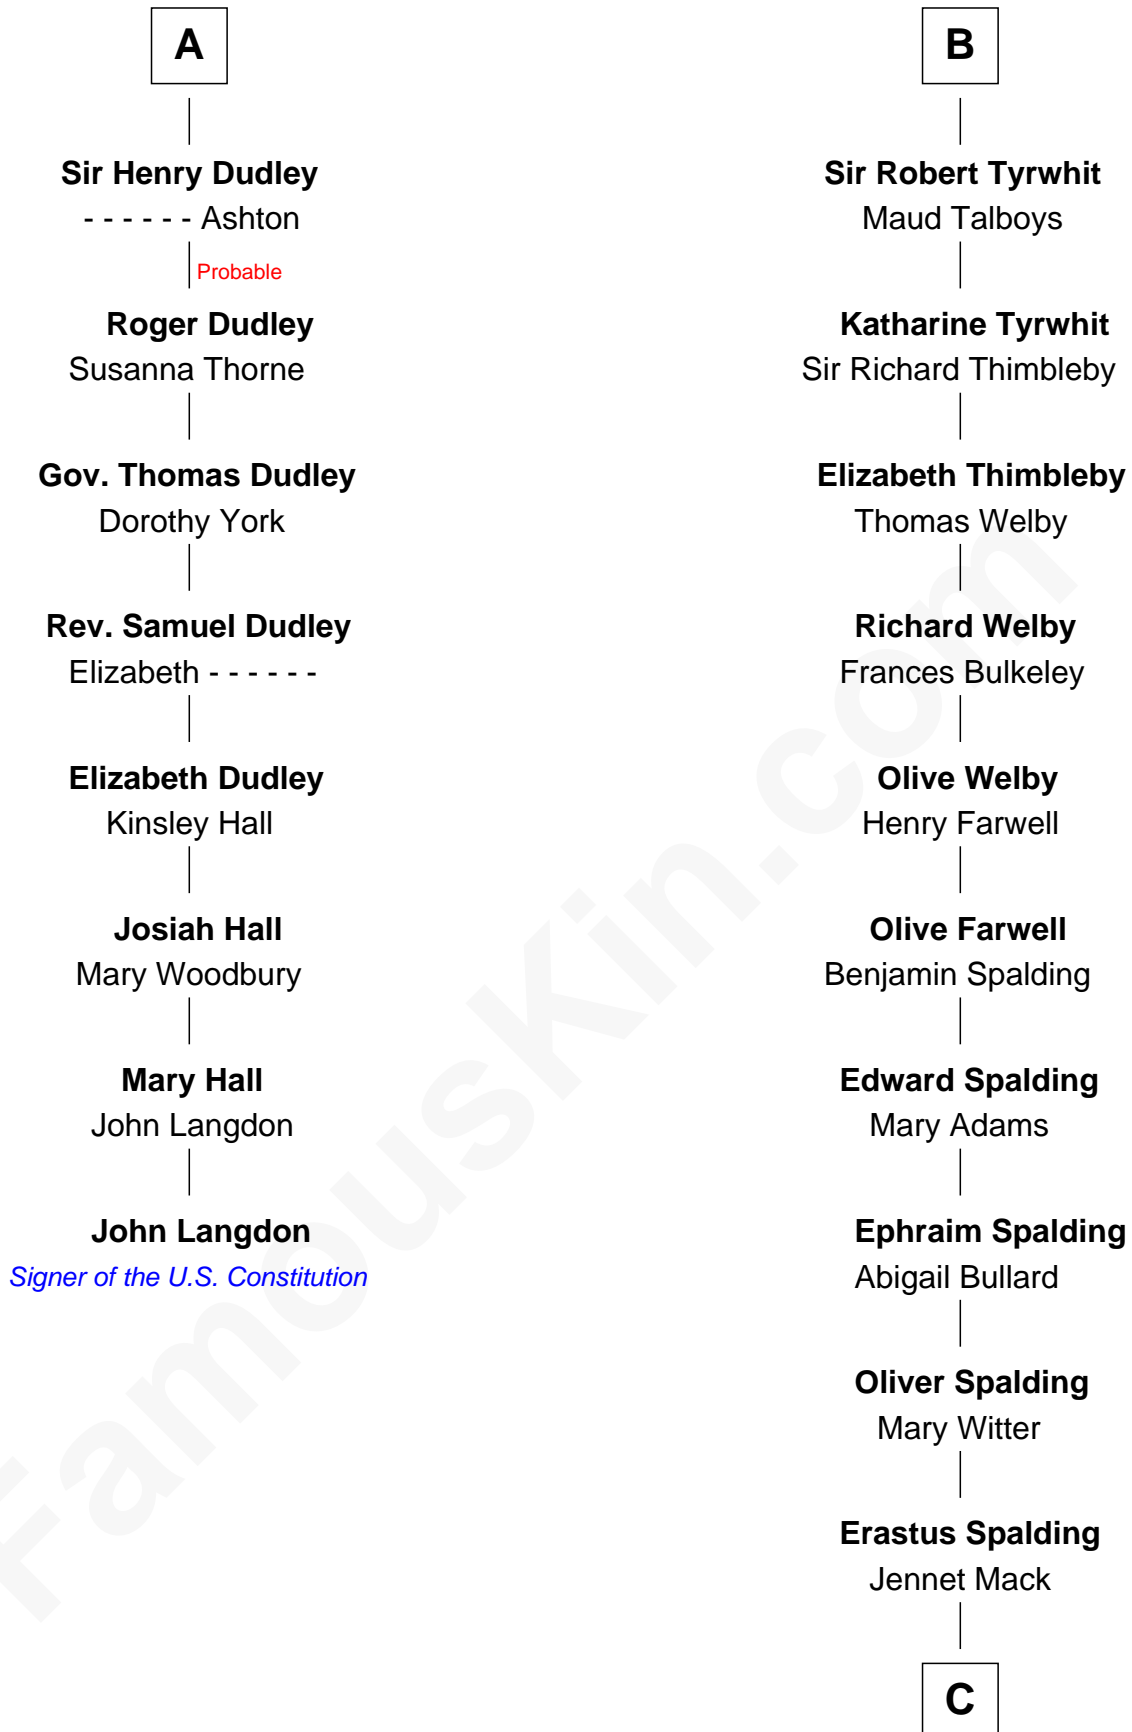 A
Sir Henry Dudley
- - - - - - Ashton
Probable
Roger Dudley
Susanna Thorne
Gov. Thomas Dudley
Dorothy York
Rev. Samuel Dudley
Elizabeth - - - - - -
Elizabeth Dudley
Kinsley Hall
Josiah Hall
Mary Woodbury
Mary Hall
John Langdon
John Langdon
Signer of the U.S. Constitution
B
Sir Robert Tyrwhit
Maud Talboys
Katharine Tyrwhit
Sir Richard Thimbleby
Elizabeth Thimbleby
Thomas Welby
Richard Welby
Frances Bulkeley
Olive Welby
Henry Farwell
Olive Farwell
Benjamin Spalding
Edward Spalding
Mary Adams
Ephraim Spalding
Abigail Bullard
Oliver Spalding
Mary Witter
Erastus Spalding
Jennet Mack
C
FamousKin.com